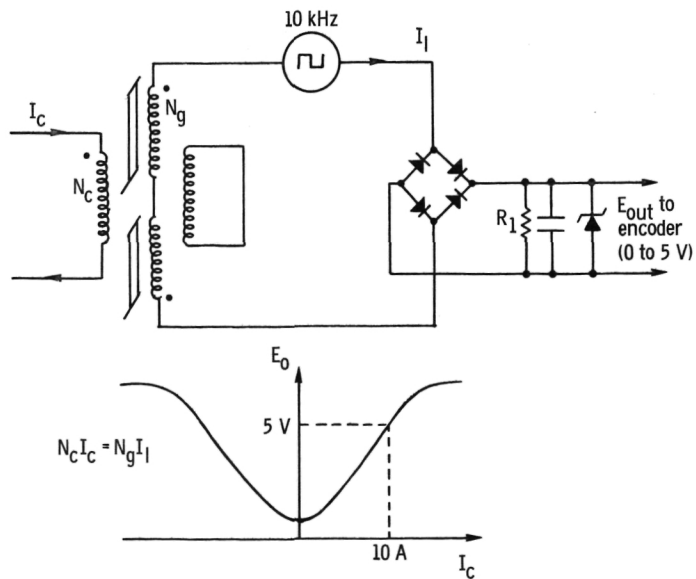 10 kHz
I1
Ic
Ng
Nc
R1
Eout to
encoder
(0 to 5 V)
Eo
5 V
NcIc = NgI1
10 A
Ic